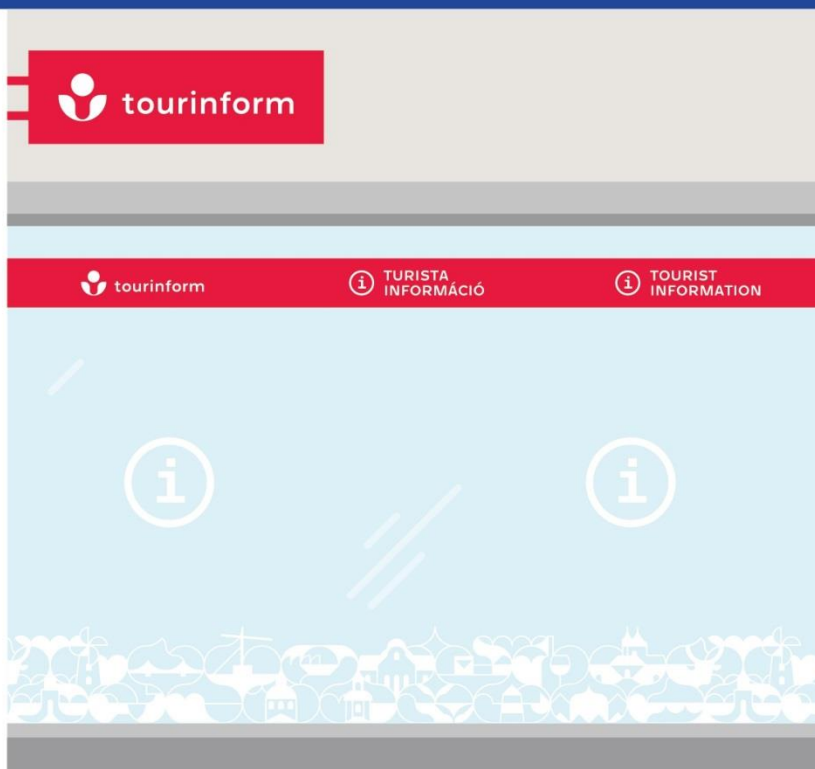 tourinform
tourinform
TURISTA
INFORMÁCIÓ
TOURIST
INFORMATION
i
i